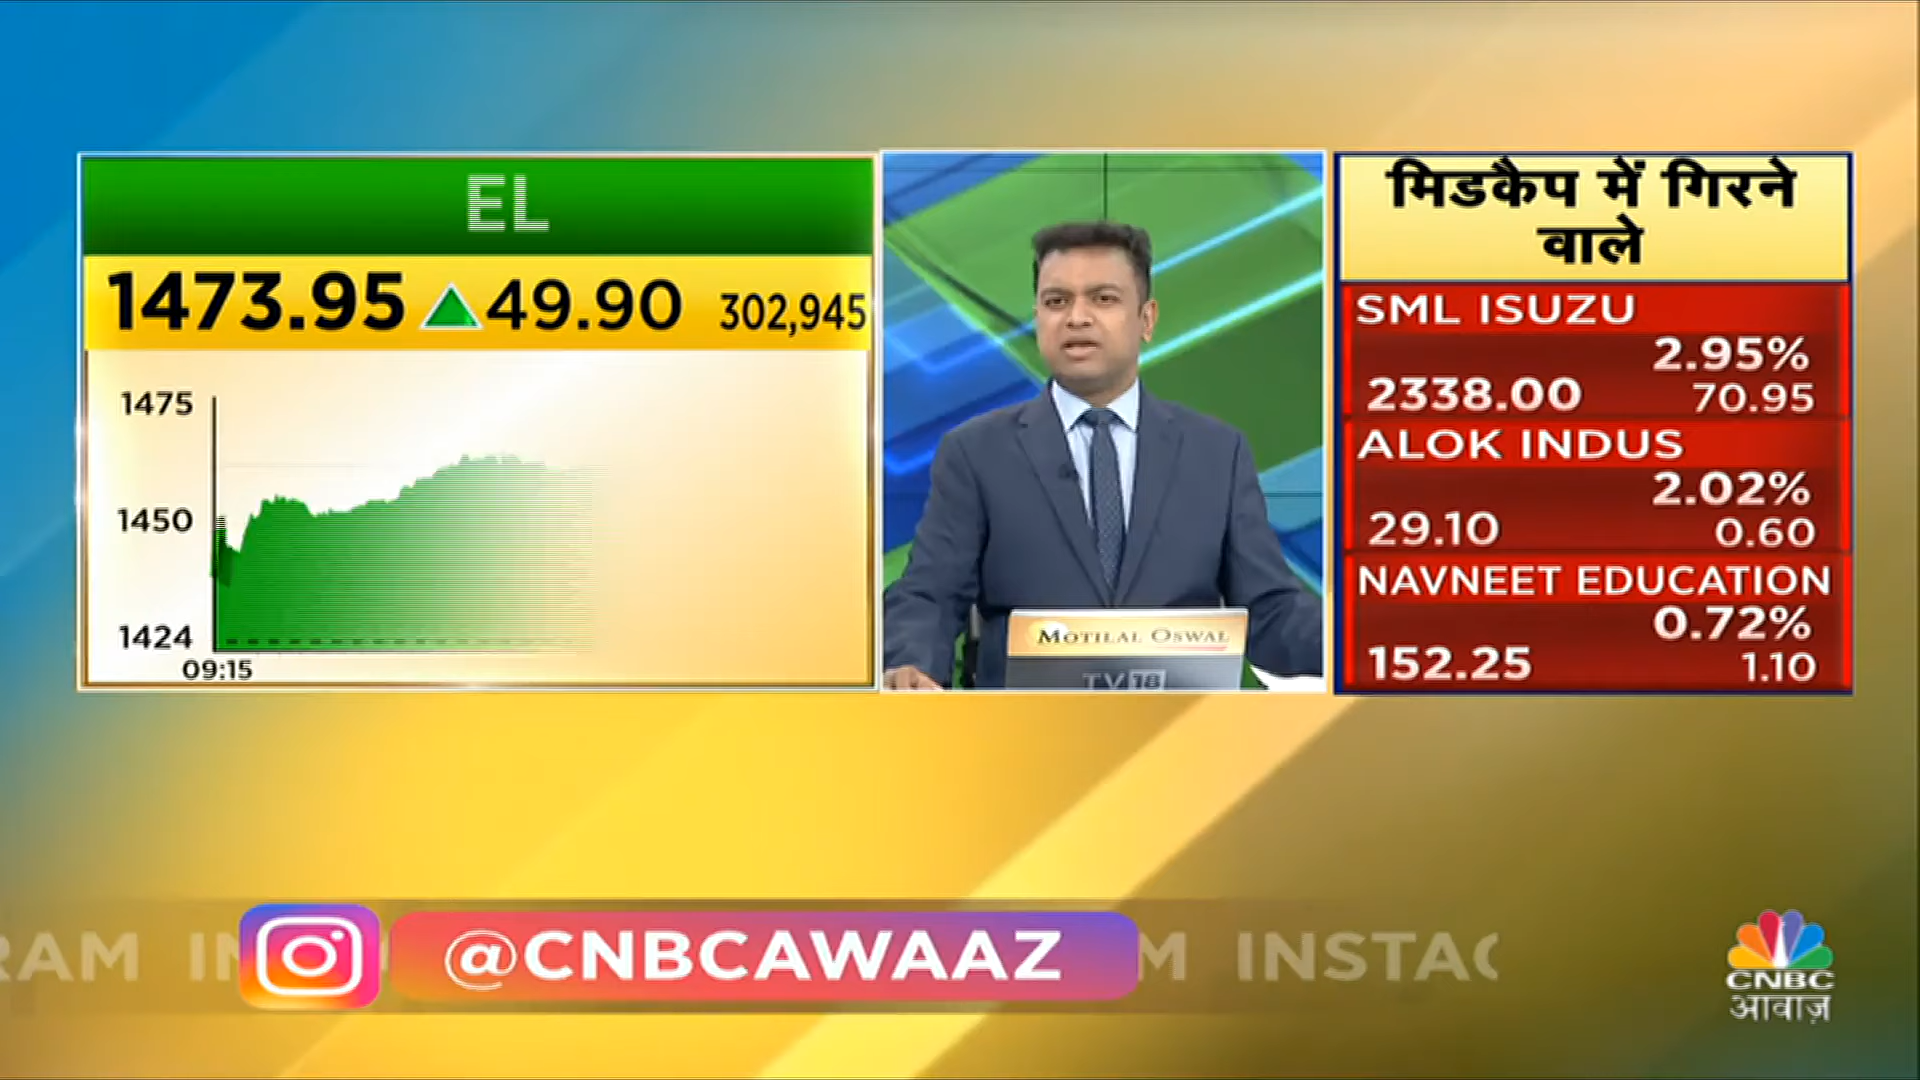 EL
1473.95 49.90 302,945
1475
1450
1424
09:15
MOTILAL OSWAL
TV18
मिडकैप में गिरने
वाले
SML ISUZU
2.95%
2338.00 70.95
ALOK INDUS
2.02%
29.10 0.60
NAVNEET EDUCATION
0.72%
152.25 1.10
RAM IN @CNBCAWAAZ M INSTAG
CNBC
आवाज़